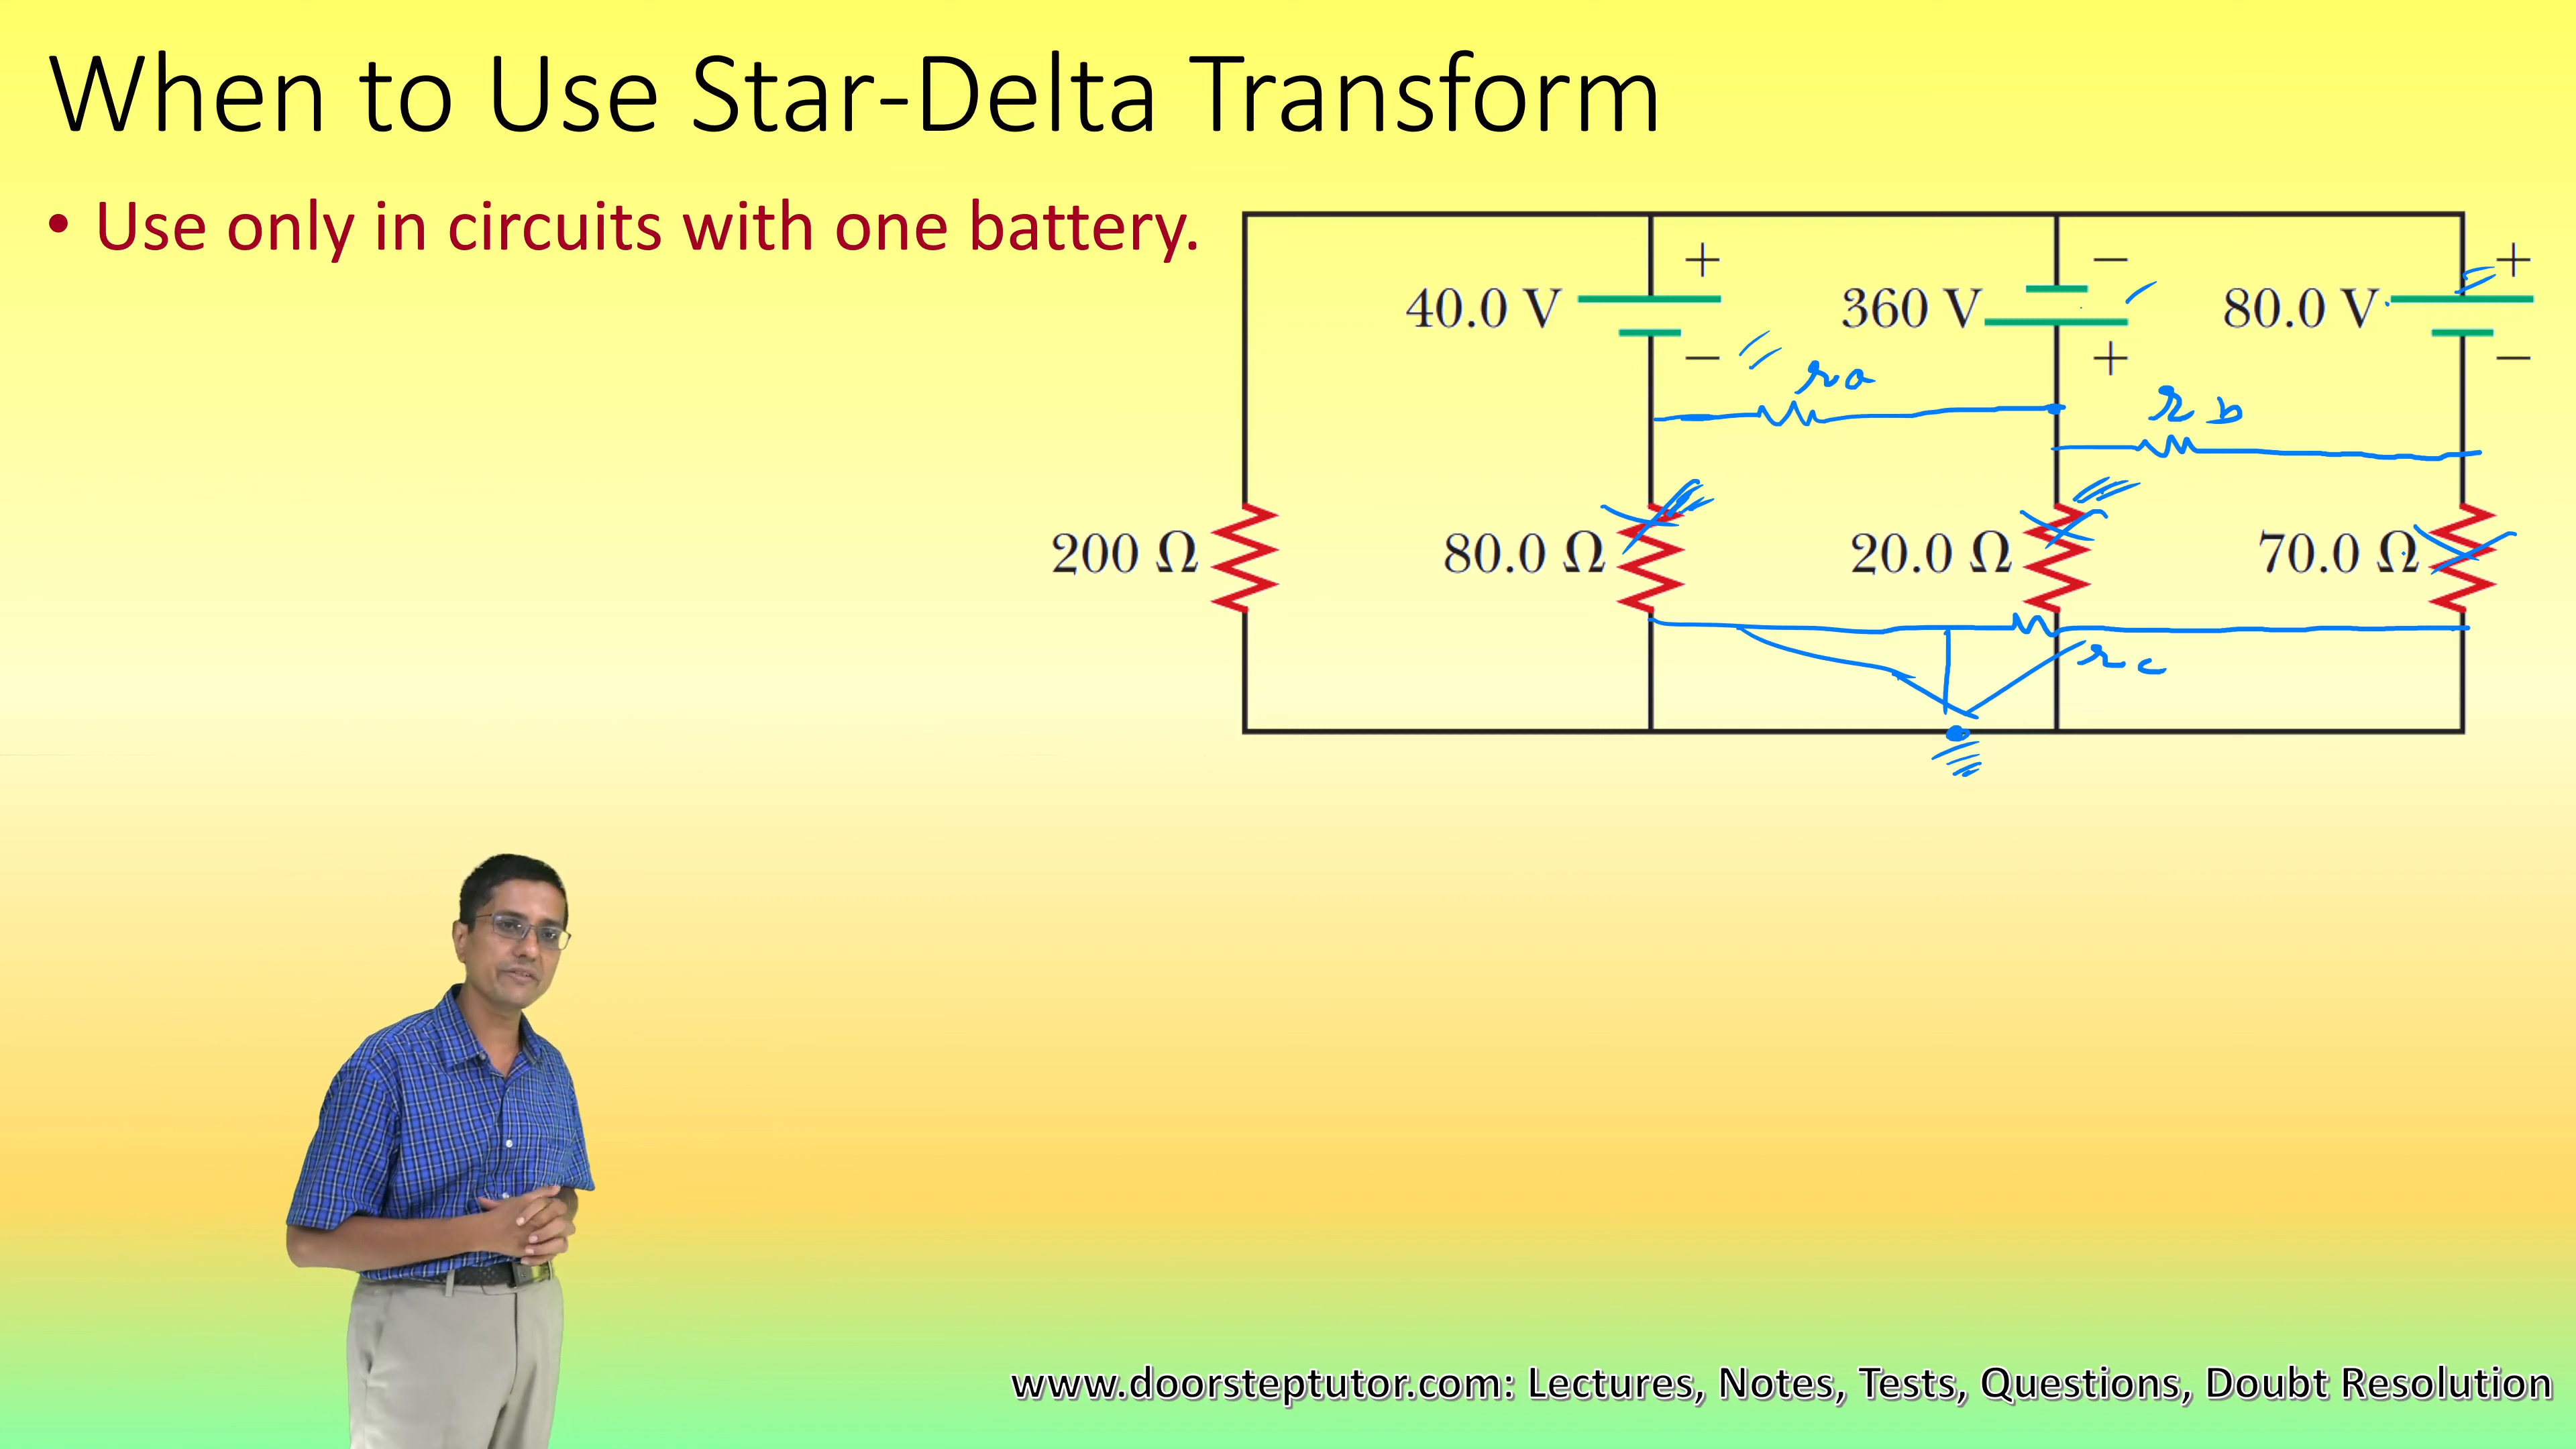 When to Use Star-Delta Transform
• Use only in circuits with one battery.
+ − +
40.0 V 360 V 80.0 V
− + −
ra
rb
200 Ω 80.0 Ω 20.0 Ω 70.0 Ω
rc
www.doorsteptutor.com: Lectures, Notes, Tests, Questions, Doubt Resolution